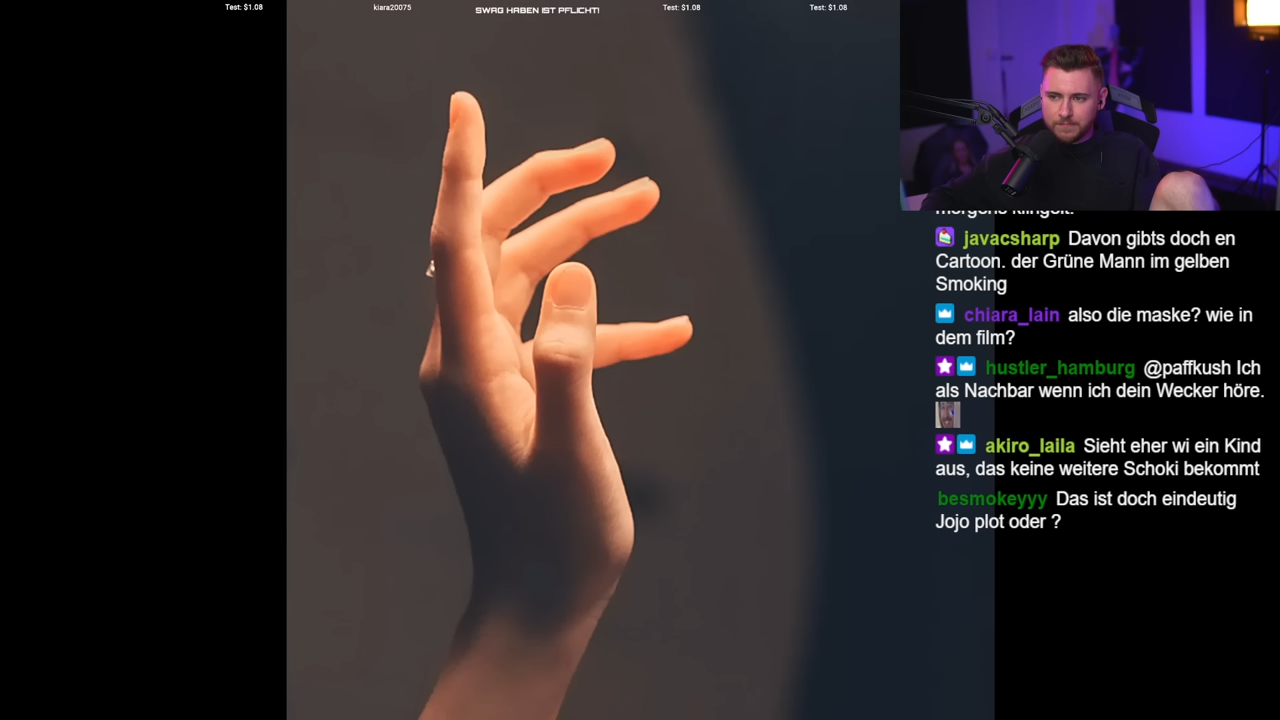 Test: $1.08
kiara20075
SWAG HABEN IST PFLICHT!
Test: $1.08
Test: $1.08
morgens klingelt.
javacsharp Davon gibts doch en
Cartoon. der Grüne Mann im gelben
Smoking
chiara_lain also die maske? wie in
dem film?
hustler_hamburg @paffkush Ich
als Nachbar wenn ich dein Wecker höre.
akiro_laila Sieht eher wi ein Kind
aus, das keine weitere Schoki bekommt
besmokeyyy Das ist doch eindeutig
Jojo plot oder ?